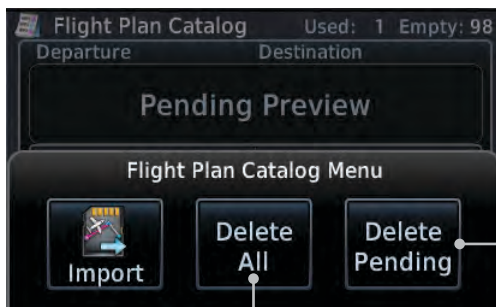 Flight Plan Catalog Used: 1 Empty: 98
Departure Destination
Pending Preview
Flight Plan Catalog Menu
Import
Delete
All
Delete
Pending